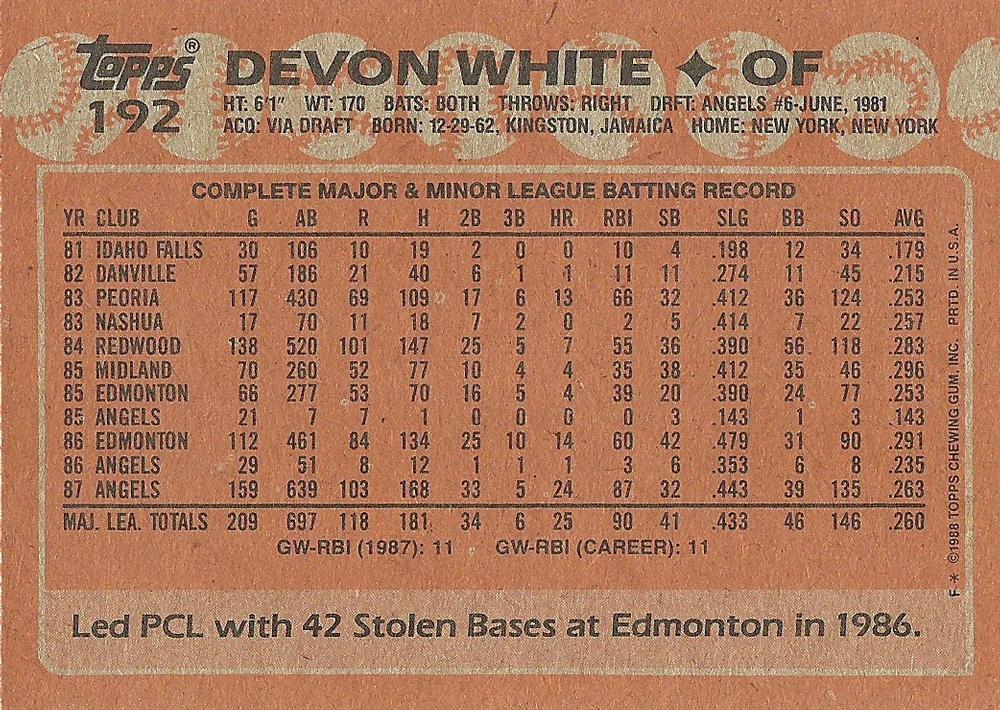 topps® DEVON WHITE ✦ OF
192 HT: 6'1" WT: 170 BATS: BOTH THROWS: RIGHT DRFT: ANGELS #6-JUNE, 1981
ACQ: VIA DRAFT BORN: 12-29-62, KINGSTON, JAMAICA HOME: NEW YORK, NEW YORK
COMPLETE MAJOR & MINOR LEAGUE BATTING RECORD
YR CLUB G AB R H 2B 3B HR RBI SB SLG BB SO AVG
81 IDAHO FALLS 30 106 10 19 2 0 0 10 4 .198 12 34 .179
82 DANVILLE 57 186 21 40 6 1 1 11 11 .274 11 45 .215
83 PEORIA 117 430 69 109 17 6 13 66 32 .412 36 124 .253
83 NASHUA 17 70 11 18 7 2 0 2 5 .414 7 22 .257
84 REDWOOD 138 520 101 147 25 5 7 55 36 .390 56 118 .283
85 MIDLAND 70 260 52 77 10 4 4 35 38 .412 35 46 .296
85 EDMONTON 66 277 53 70 16 5 4 39 20 .390 24 77 .253
85 ANGELS 21 7 7 1 0 0 0 0 3 .143 1 3 .143
86 EDMONTON 112 461 84 134 25 10 14 60 42 .479 31 90 .291
86 ANGELS 29 51 8 12 1 1 1 3 6 .353 6 8 .235
87 ANGELS 159 639 103 168 33 5 24 87 32 .443 39 135 .263
MAJ. LEA. TOTALS 209 697 118 181 34 6 25 90 41 .433 46 146 .260
GW-RBI (1987): 11 GW-RBI (CAREER): 11
Led PCL with 42 Stolen Bases at Edmonton in 1986.
F * ©1988 TOPPS CHEWING GUM, INC. PRTD. IN U.S.A.